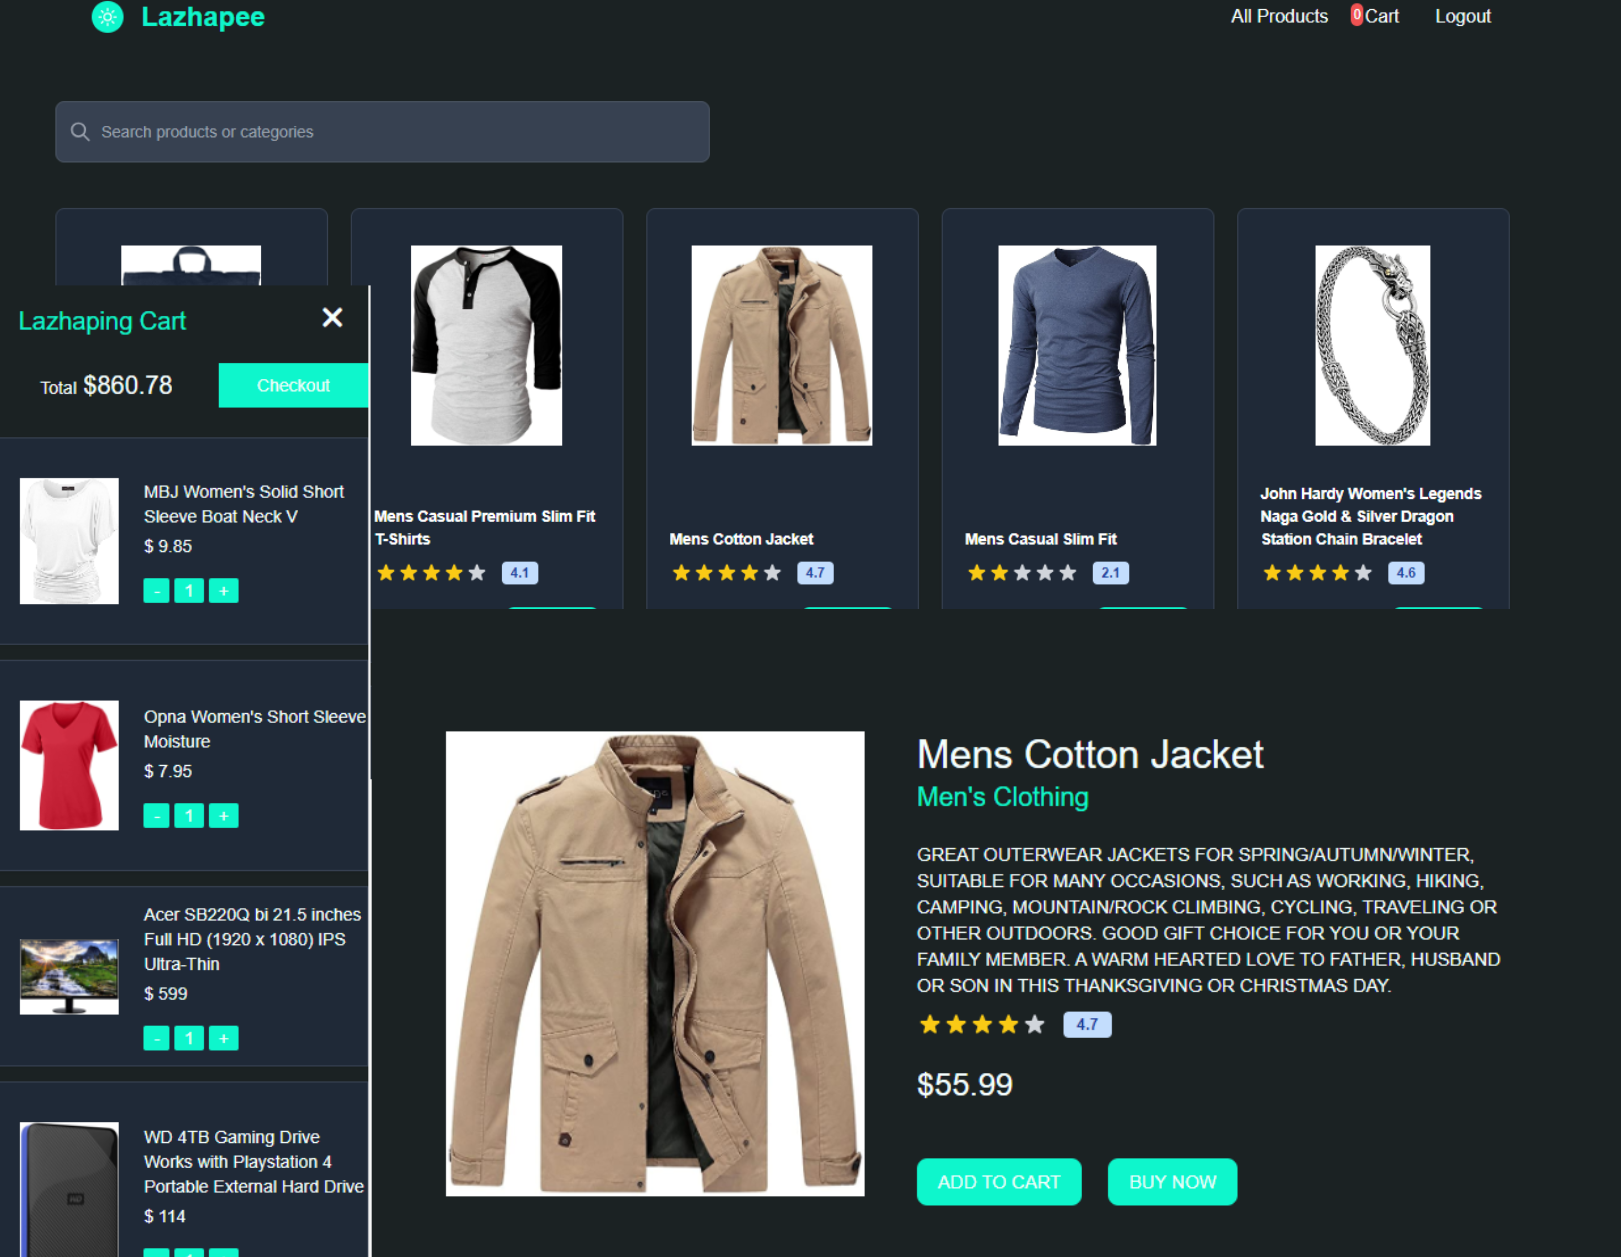 Lazhapee
All Products
0 Cart
Logout
Search products or categories
Mens Casual Premium Slim Fit
T-Shirts
4.1
Mens Cotton Jacket
4.7
Mens Casual Slim Fit
2.1
John Hardy Women's Legends
Naga Gold & Silver Dragon
Station Chain Bracelet
4.6
Lazhaping Cart
Total $860.78
Checkout
MBJ Women's Solid Short
Sleeve Boat Neck V
$ 9.85
- 1 +
Opna Women's Short Sleeve
Moisture
$ 7.95
- 1 +
Acer SB220Q bi 21.5 inches
Full HD (1920 x 1080) IPS
Ultra-Thin
$ 599
- 1 +
WD 4TB Gaming Drive
Works with Playstation 4
Portable External Hard Drive
$ 114
Mens Cotton Jacket
Men's Clothing
GREAT OUTERWEAR JACKETS FOR SPRING/AUTUMN/WINTER,
SUITABLE FOR MANY OCCASIONS, SUCH AS WORKING, HIKING,
CAMPING, MOUNTAIN/ROCK CLIMBING, CYCLING, TRAVELING OR
OTHER OUTDOORS. GOOD GIFT CHOICE FOR YOU OR YOUR
FAMILY MEMBER. A WARM HEARTED LOVE TO FATHER, HUSBAND
OR SON IN THIS THANKSGIVING OR CHRISTMAS DAY.
4.7
$55.99
ADD TO CART
BUY NOW